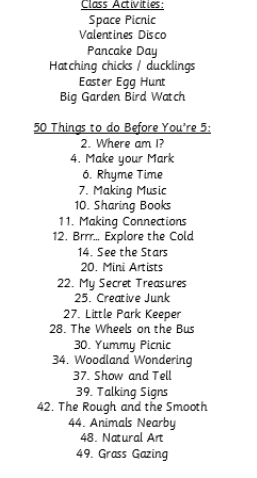 Class Activities:
Space Picnic
Valentines Disco
Pancake Day
Hatching chicks / ducklings
Easter Egg Hunt
Big Garden Bird Watch
50 Things to do Before You're 5:
2. Where am I?
4. Make your Mark
6. Rhyme Time
7. Making Music
10. Sharing Books
11. Making Connections
12. Brrr... Explore the Cold
14. See the Stars
20. Mini Artists
22. My Secret Treasures
25. Creative Junk
27. Little Park Keeper
28. The Wheels on the Bus
30. Yummy Picnic
34. Woodland Wondering
37. Show and Tell
39. Talking Signs
42. The Rough and the Smooth
44. Animals Nearby
48. Natural Art
49. Grass Gazing